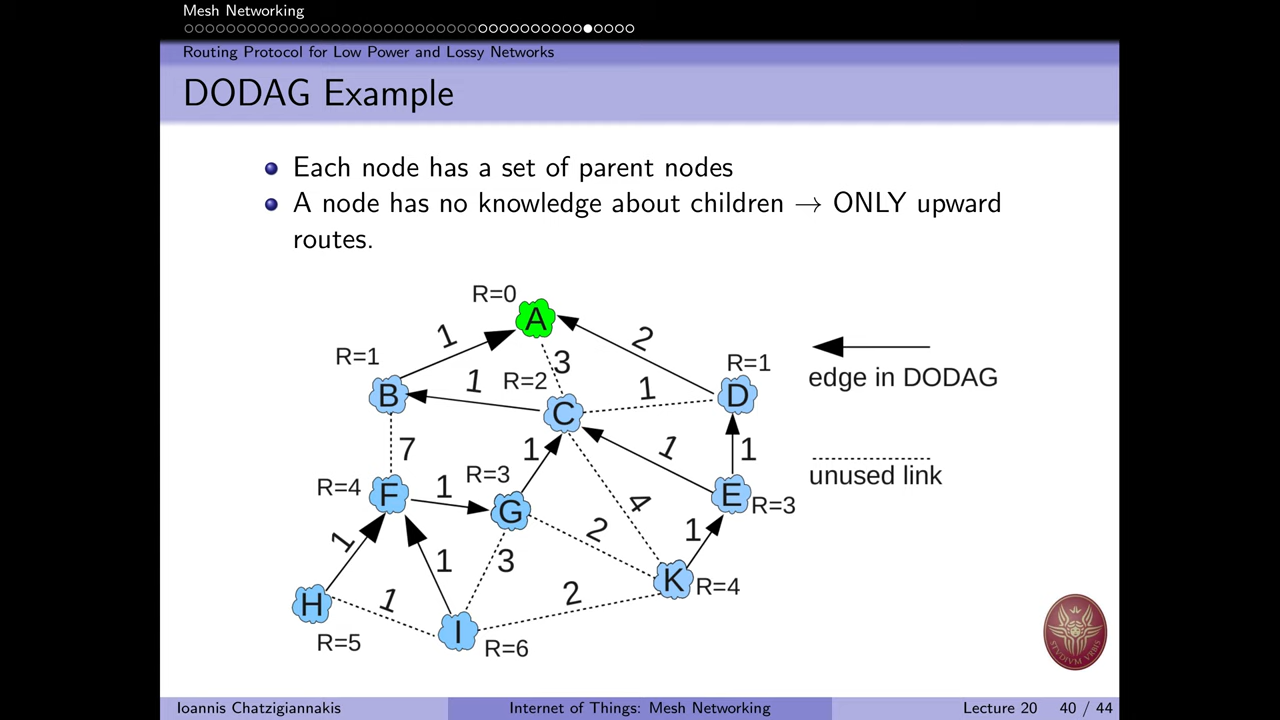 Mesh Networking
Routing Protocol for Low Power and Lossy Networks
DODAG Example
Each node has a set of parent nodes
A node has no knowledge about children → ONLY upward
routes.
R=0
A
1
2
R=1
3
R=1
1
R=2
1
B
C
D
7
1
1
1
R=3
R=4
F
1
G
E
R=3
4
2
1
1
1
3
K
R=4
H
1
2
I
R=5
R=6
edge in DODAG
unused link
STVDIVM VRBIS
Ioannis Chatzigiannakis
Internet of Things: Mesh Networking
Lecture 20
40 / 44